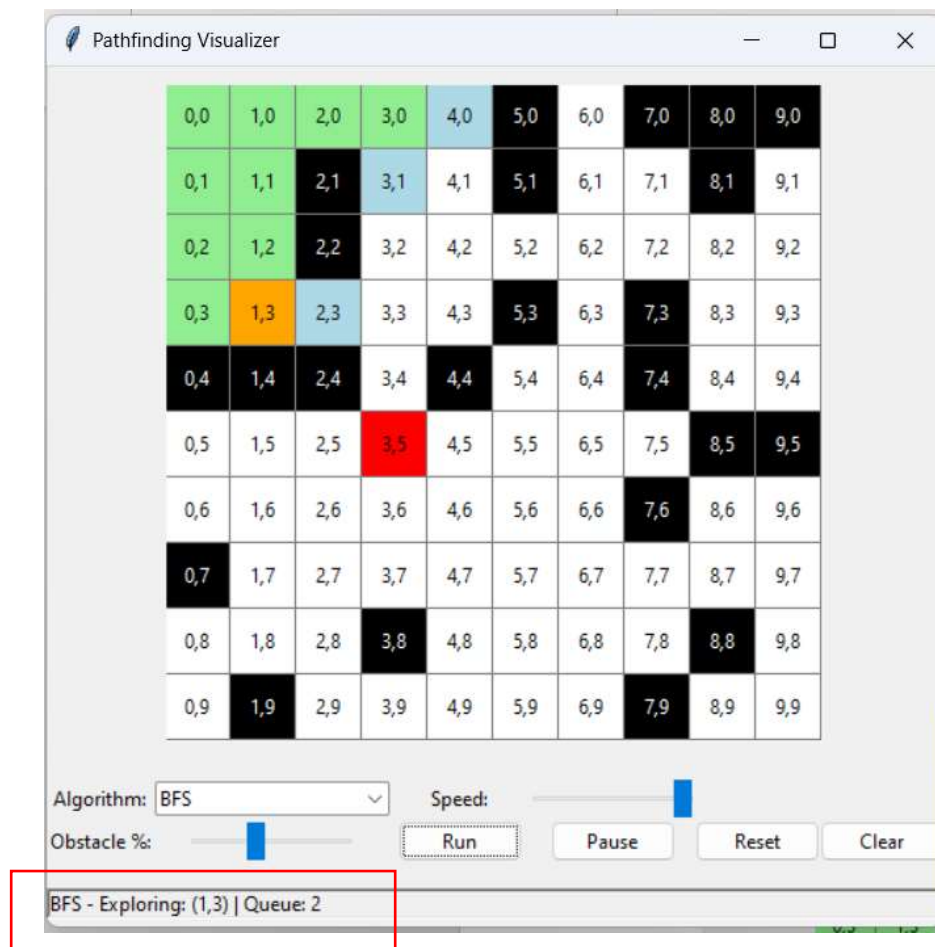 Pathfinding Visualizer
0,0 1,0 2,0 3,0 4,0 5,0 6,0 7,0 8,0 9,0
0,1 1,1 2,1 3,1 4,1 5,1 6,1 7,1 8,1 9,1
0,2 1,2 2,2 3,2 4,2 5,2 6,2 7,2 8,2 9,2
0,3 1,3 2,3 3,3 4,3 5,3 6,3 7,3 8,3 9,3
0,4 1,4 2,4 3,4 4,4 5,4 6,4 7,4 8,4 9,4
0,5 1,5 2,5 3,5 4,5 5,5 6,5 7,5 8,5 9,5
0,6 1,6 2,6 3,6 4,6 5,6 6,6 7,6 8,6 9,6
0,7 1,7 2,7 3,7 4,7 5,7 6,7 7,7 8,7 9,7
0,8 1,8 2,8 3,8 4,8 5,8 6,8 7,8 8,8 9,8
0,9 1,9 2,9 3,9 4,9 5,9 6,9 7,9 8,9 9,9
Algorithm: BFS Speed:
Obstacle %: Run Pause Reset Clear
BFS - Exploring: (1,3) | Queue: 2